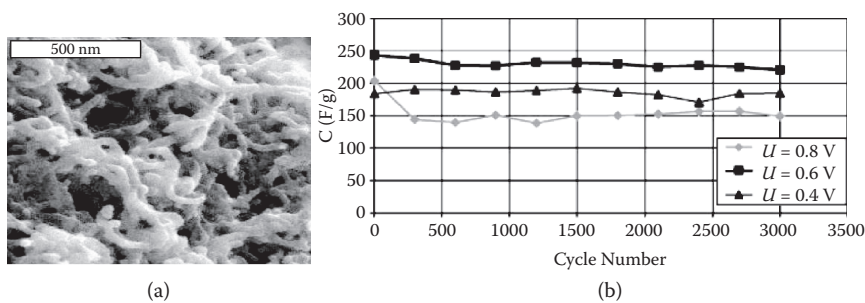 500 nm
(a)
(b)
C (F/g)
300
250
200
150
100
50
0
0 500 1000 1500 2000 2500 3000 3500
Cycle Number
U = 0.8 V
U = 0.6 V
U = 0.4 V
(b)